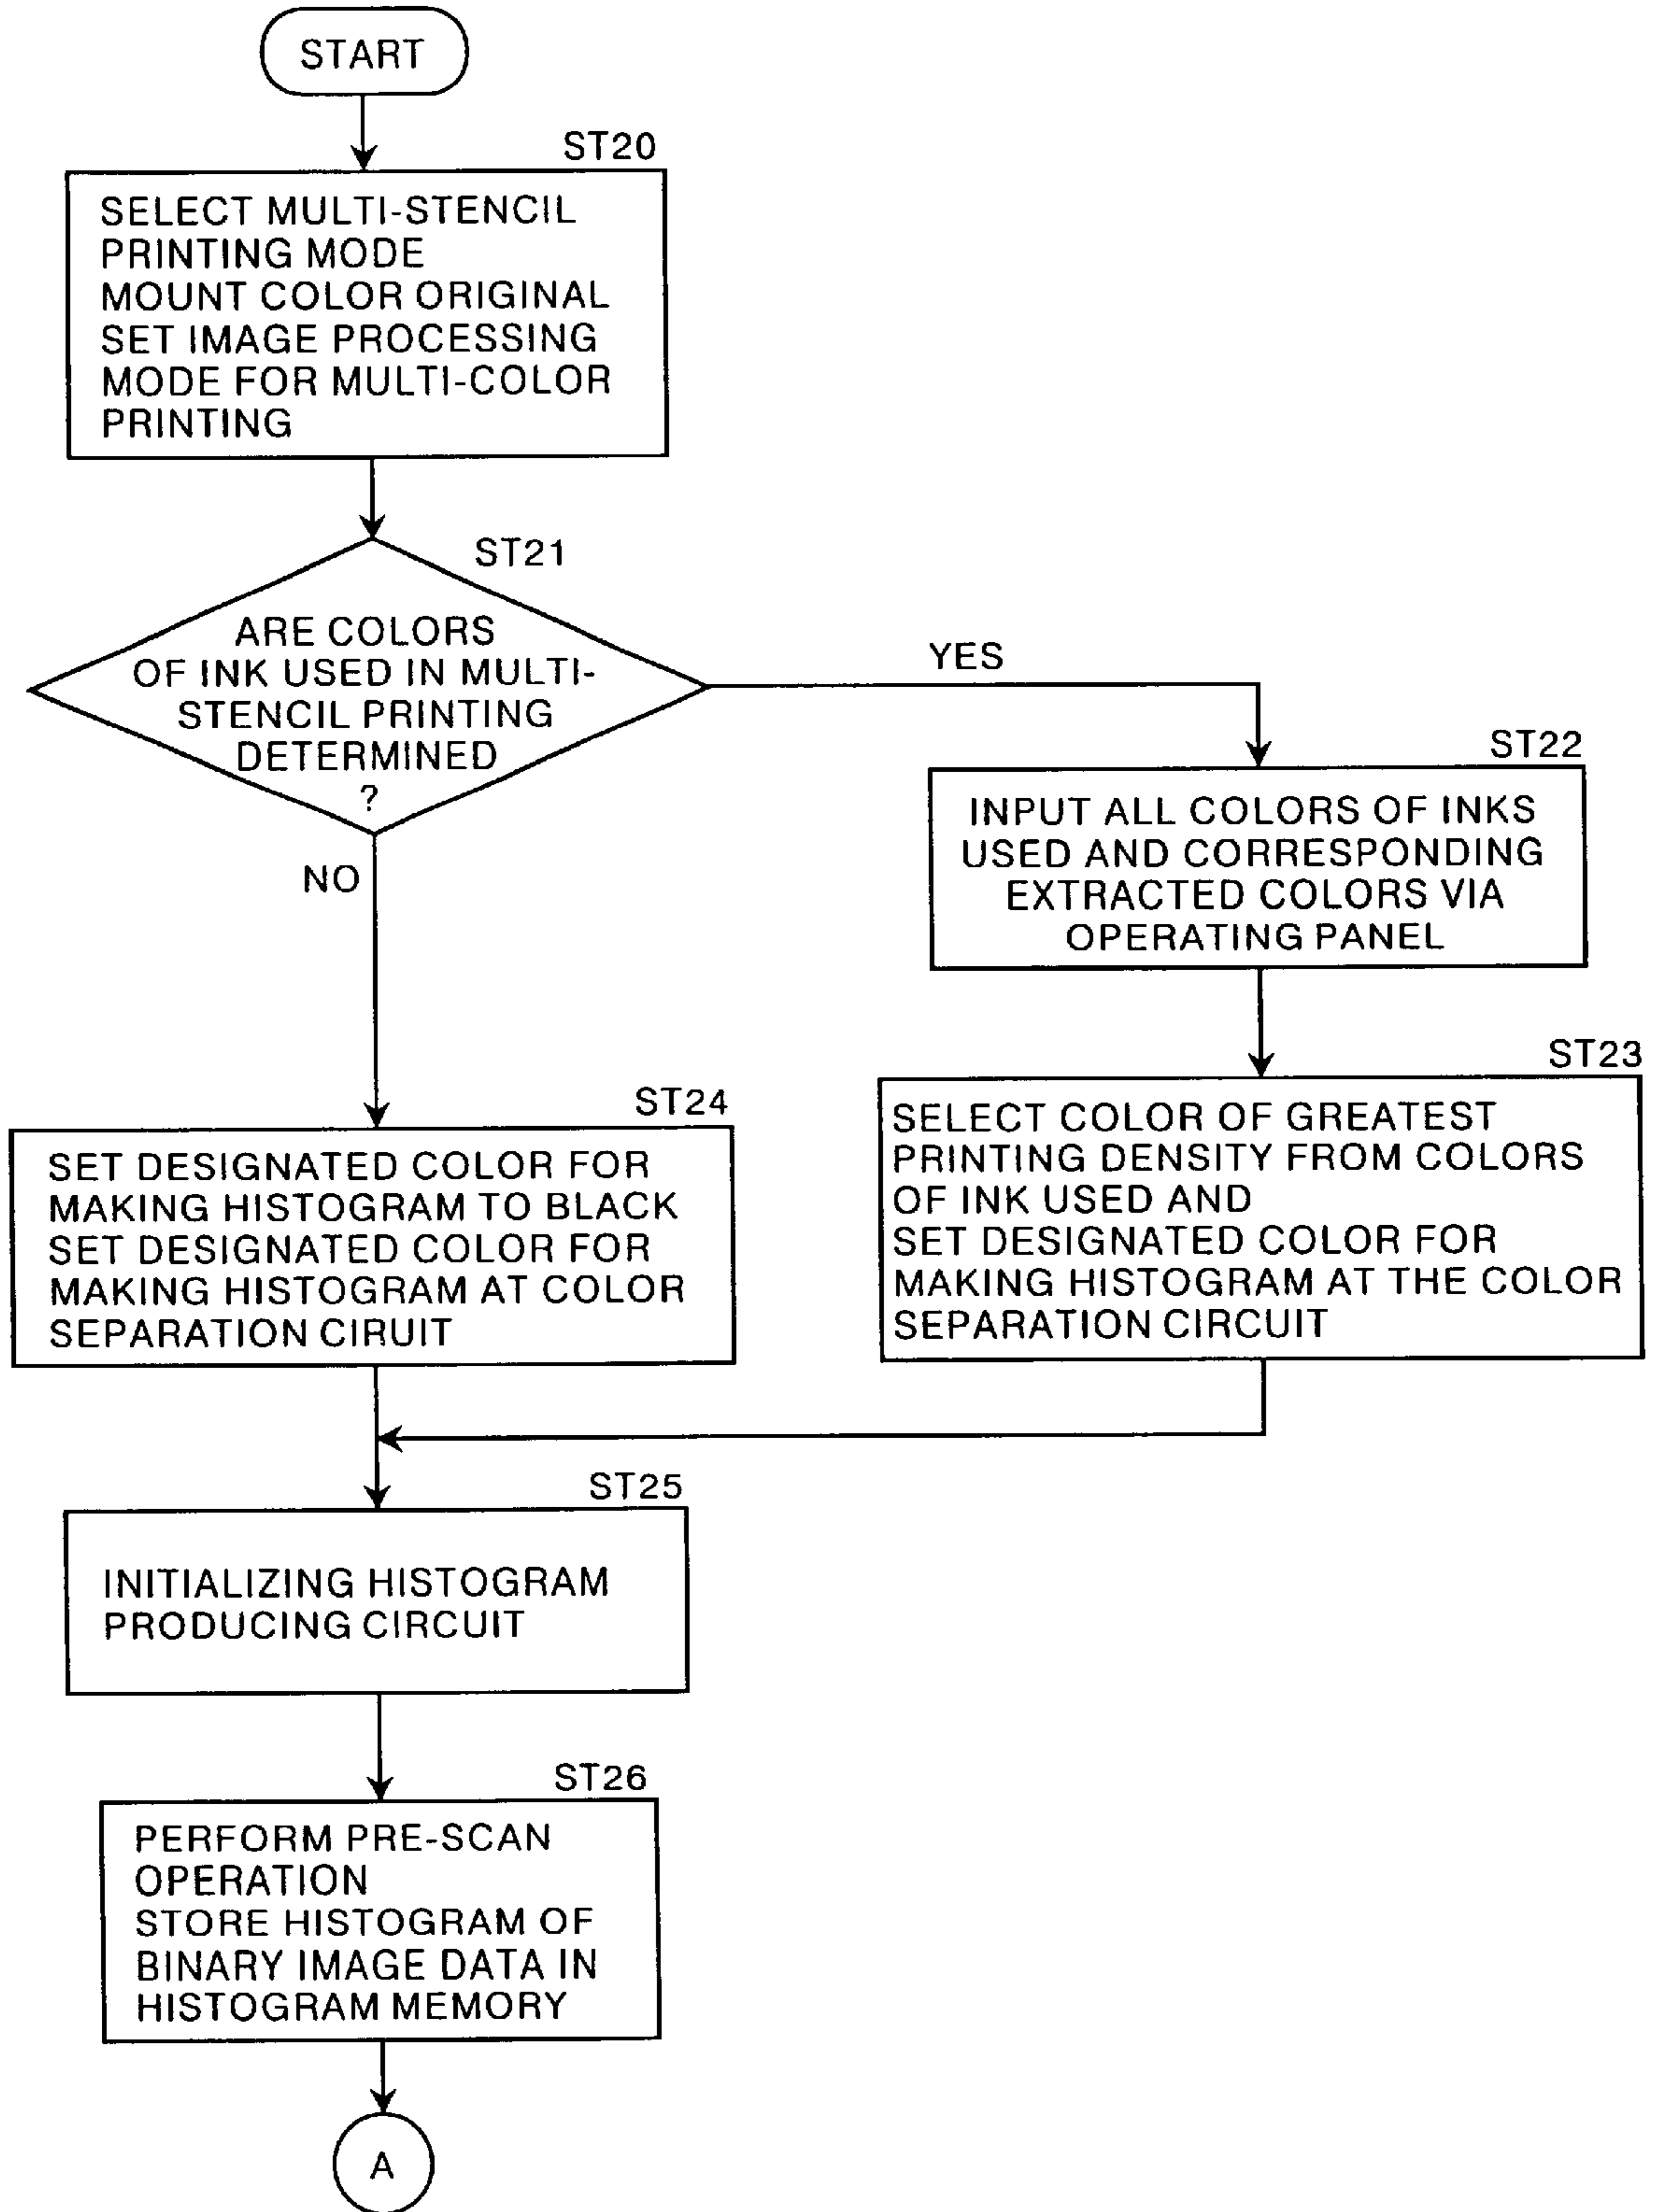 START
ST20
SELECT MULTI-STENCIL
PRINTING MODE
MOUNT COLOR ORIGINAL
SET IMAGE PROCESSING
MODE FOR MULTI-COLOR
PRINTING
ST21
ARE COLORS
OF INK USED IN MULTI-
STENCIL PRINTING
DETERMINED
?
YES
NO
ST22
INPUT ALL COLORS OF INKS
USED AND CORRESPONDING
EXTRACTED COLORS VIA
OPERATING PANEL
ST23
SELECT COLOR OF GREATEST
PRINTING DENSITY FROM COLORS
OF INK USED AND
SET DESIGNATED COLOR FOR
MAKING HISTOGRAM AT THE COLOR
SEPARATION CIRCUIT
ST24
SET DESIGNATED COLOR FOR
MAKING HISTOGRAM TO BLACK
SET DESIGNATED COLOR FOR
MAKING HISTOGRAM AT COLOR
SEPARATION CIRUIT
ST25
INITIALIZING HISTOGRAM
PRODUCING CIRCUIT
ST26
PERFORM PRE-SCAN
OPERATION
STORE HISTOGRAM OF
BINARY IMAGE DATA IN
HISTOGRAM MEMORY
A